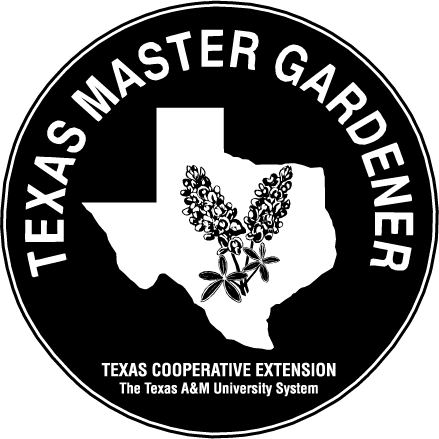 TEXAS MASTER GARDENER
TEXAS COOPERATIVE EXTENSION
The Texas A&M University System